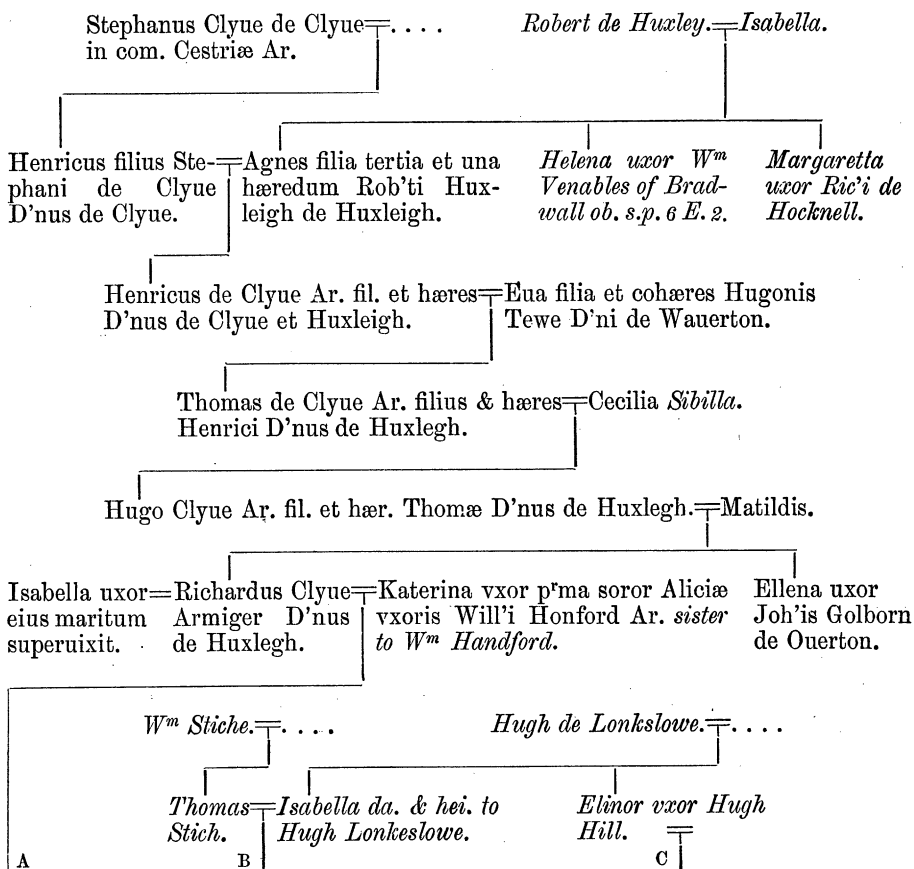 Stephanus Clyue de Clyue=. . . .
in com. Cestriæ Ar.
Robert de Huxley.=Isabella.
Henricus filius Ste-
phani de Clyue
D'nus de Clyue.
=Agnes filia tertia et una
hæredum Rob'ti Hux-
leigh de Huxleigh.
Helena uxor Wm
Venables of Brad-
wall ob. s.p. 6 E. 2.
Margaretta
uxor Ric'i de
Hocknell.
Henricus de Clyue Ar. fil. et hæres=Eua filia et cohæres Hugonis
D'nus de Clyue et Huxleigh. Tewe D'ni de Wauerton.
Thomas de Clyue Ar. filius & hæres=Cecilia Sibilla.
Henrici D'nus de Huxlegh.
Hugo Clyue Ar. fil. et hær. Thomæ D'nus de Huxlegh.=Matildis.
Isabella uxor=
eius maritum
superuixit.
Richardus Clyue=
Armiger D'nus
de Huxlegh.
Katerina vxor prma soror Aliciæ
vxoris Will'i Honford Ar. sister
to Wm Handford.
Ellena uxor
Joh'is Golborn
de Ouerton.
Wm Stiche.=. . . .
Hugh de Lonkslowe.=. . . .
Thomas=
Stich.
Isabella da. & hei. to
Hugh Lonkeslowe.
Elinor vxor Hugh
Hill. =
A B C